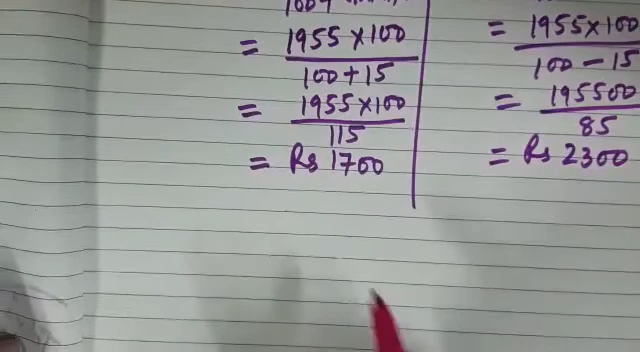 = 1955 × 100
100 + 15
= 1955 × 100
115
= Rs 1700
= 1955 × 100
100 - 15
= 195500
85
= Rs 2300